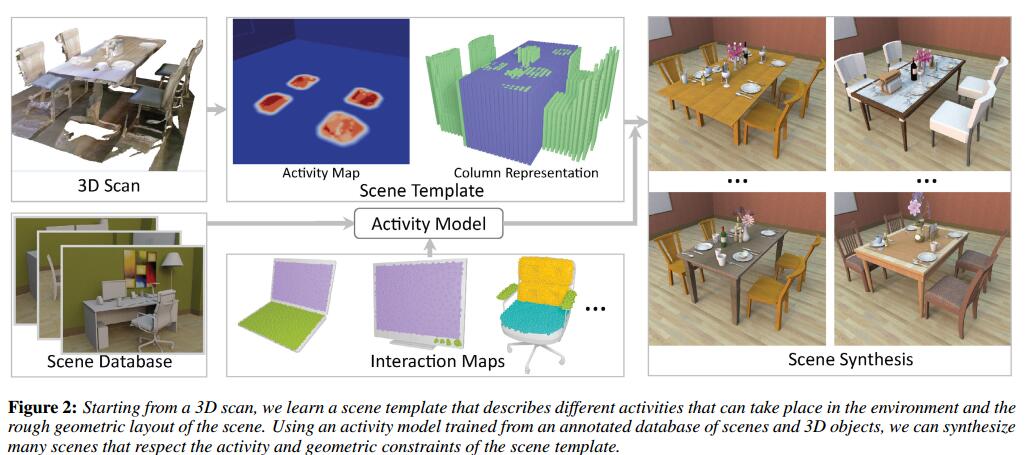 3D Scan
Activity Map
Column Representation
Scene Template
Activity Model
Scene Database
Interaction Maps
...
...
...
Scene Synthesis
Figure 2: Starting from a 3D scan, we learn a scene template that describes different activities that can take place in the environment and the
rough geometric layout of the scene. Using an activity model trained from an annotated database of scenes and 3D objects, we can synthesize
many scenes that respect the activity and geometric constraints of the scene template.